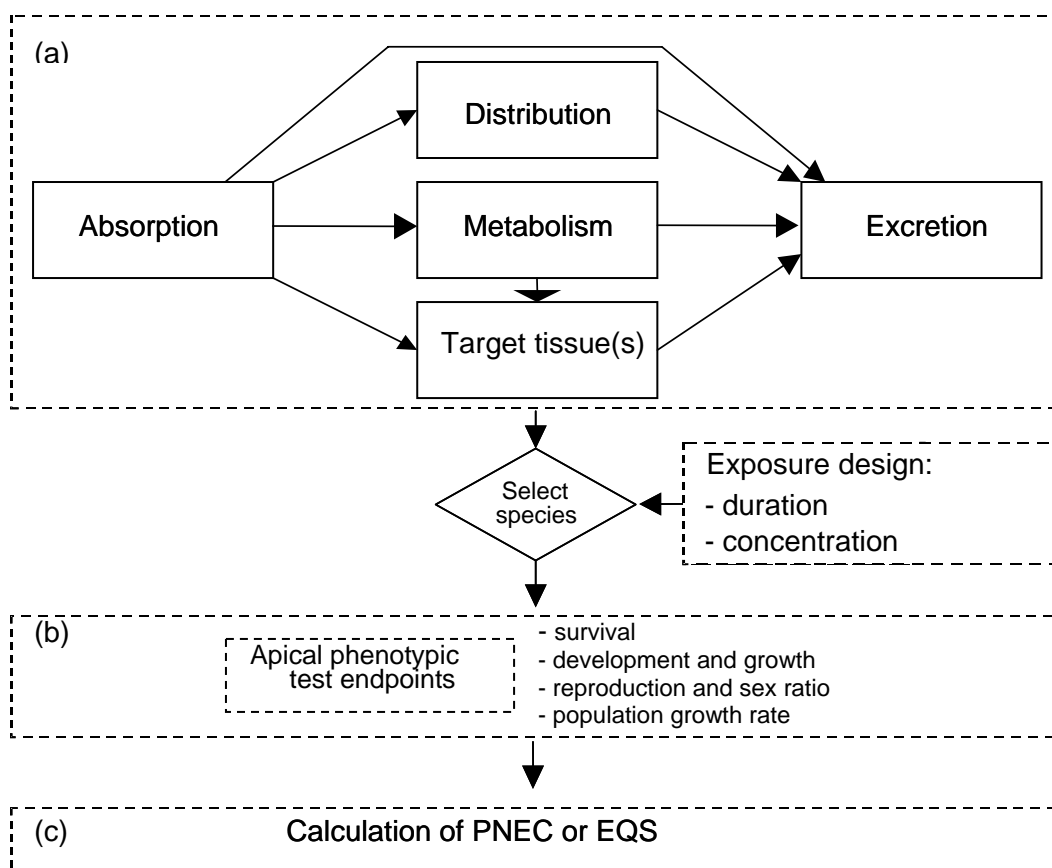 (a)
Distribution
Absorption
Metabolism
Excretion
Target tissue(s)
Select
species
Exposure design:
- duration
- concentration
(b)
Apical phenotypic
test endpoints
- survival
- development and growth
- reproduction and sex ratio
- population growth rate
(c)
Calculation of PNEC or EQS